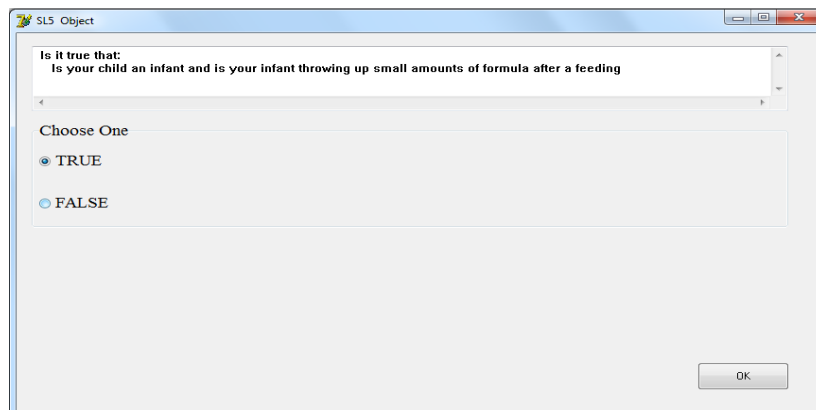 SL5 Object
Is it true that:
Is your child an infant and is your infant throwing up small amounts of formula after a feeding
Choose One
TRUE
FALSE
OK